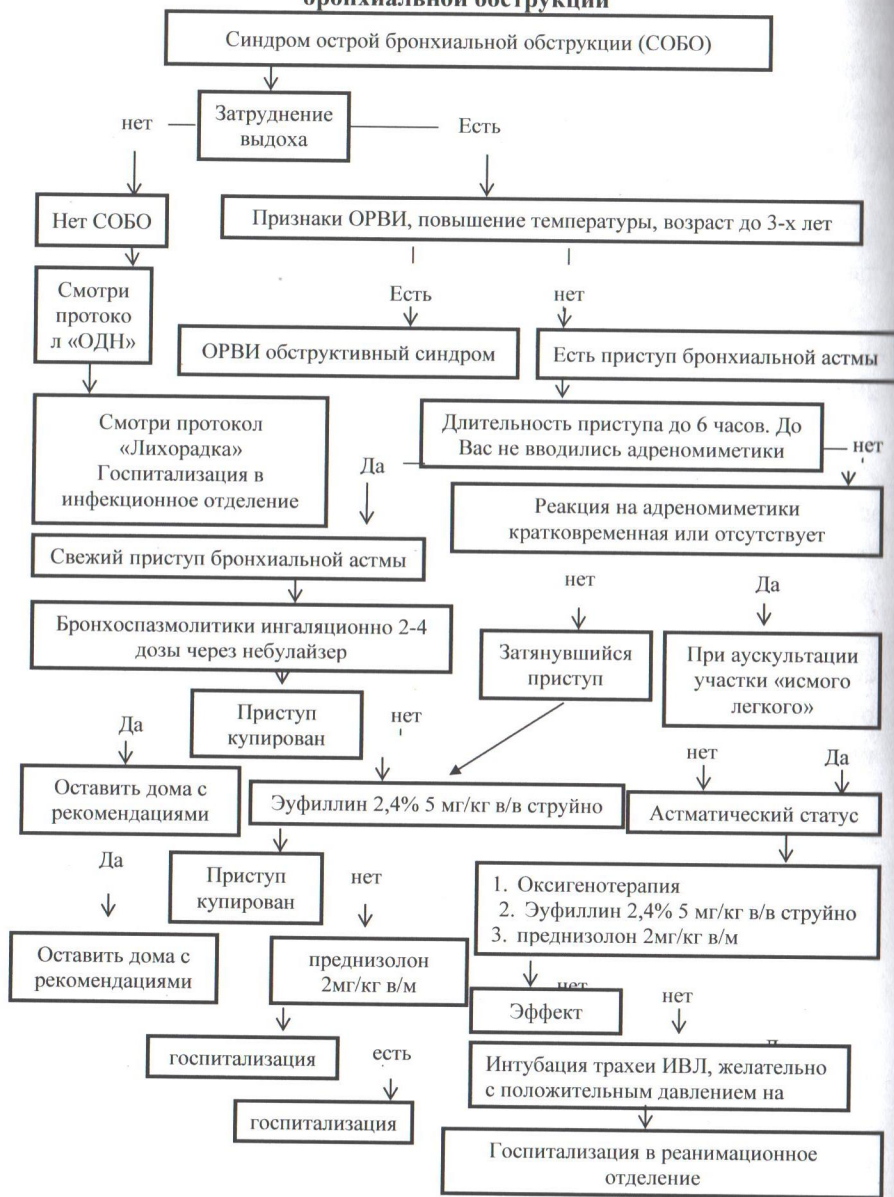 бронхиальной обструкции
Синдром острой бронхиальной обструкции (СОБО)
нет
Затруднение
выдоха
Есть
Нет СОБО
Признаки ОРВИ, повышение температуры, возраст до 3-х лет
Смотри
протоко
л «ОДН»
Есть
нет
ОРВИ обструктивный синдром
Есть приступ бронхиальной астмы
Смотри протокол
«Лихорадка»
Госпитализация в
инфекционное отделение
Длительность приступа до 6 часов. До
Вас не вводились адреномиметики
нет
Да
Реакция на адреномиметики
кратковременная или отсутствует
Свежий приступ бронхиальной астмы
нет
Да
Бронхоспазмолитики ингаляционно 2-4
дозы через небулайзер
Затянувшийся
приступ
При аускультации
участки «исмого
легкого»
Да
Приступ
купирован
нет
нет
Да
Оставить дома с
рекомендациями
Эуфиллин 2,4% 5 мг/кг в/в струйно
Астматический статус
Да
Приступ
купирован
нет
1. Оксигенотерапия
2. Эуфиллин 2,4% 5 мг/кг в/в струйно
3. преднизолон 2мг/кг в/м
Оставить дома с
рекомендациями
преднизолон
2мг/кг в/м
нет
Эффект
нет
госпитализация
есть
Интубация трахеи ИВЛ, желательно
с положительным давлением на
госпитализация
Госпитализация в реанимационное
отделение